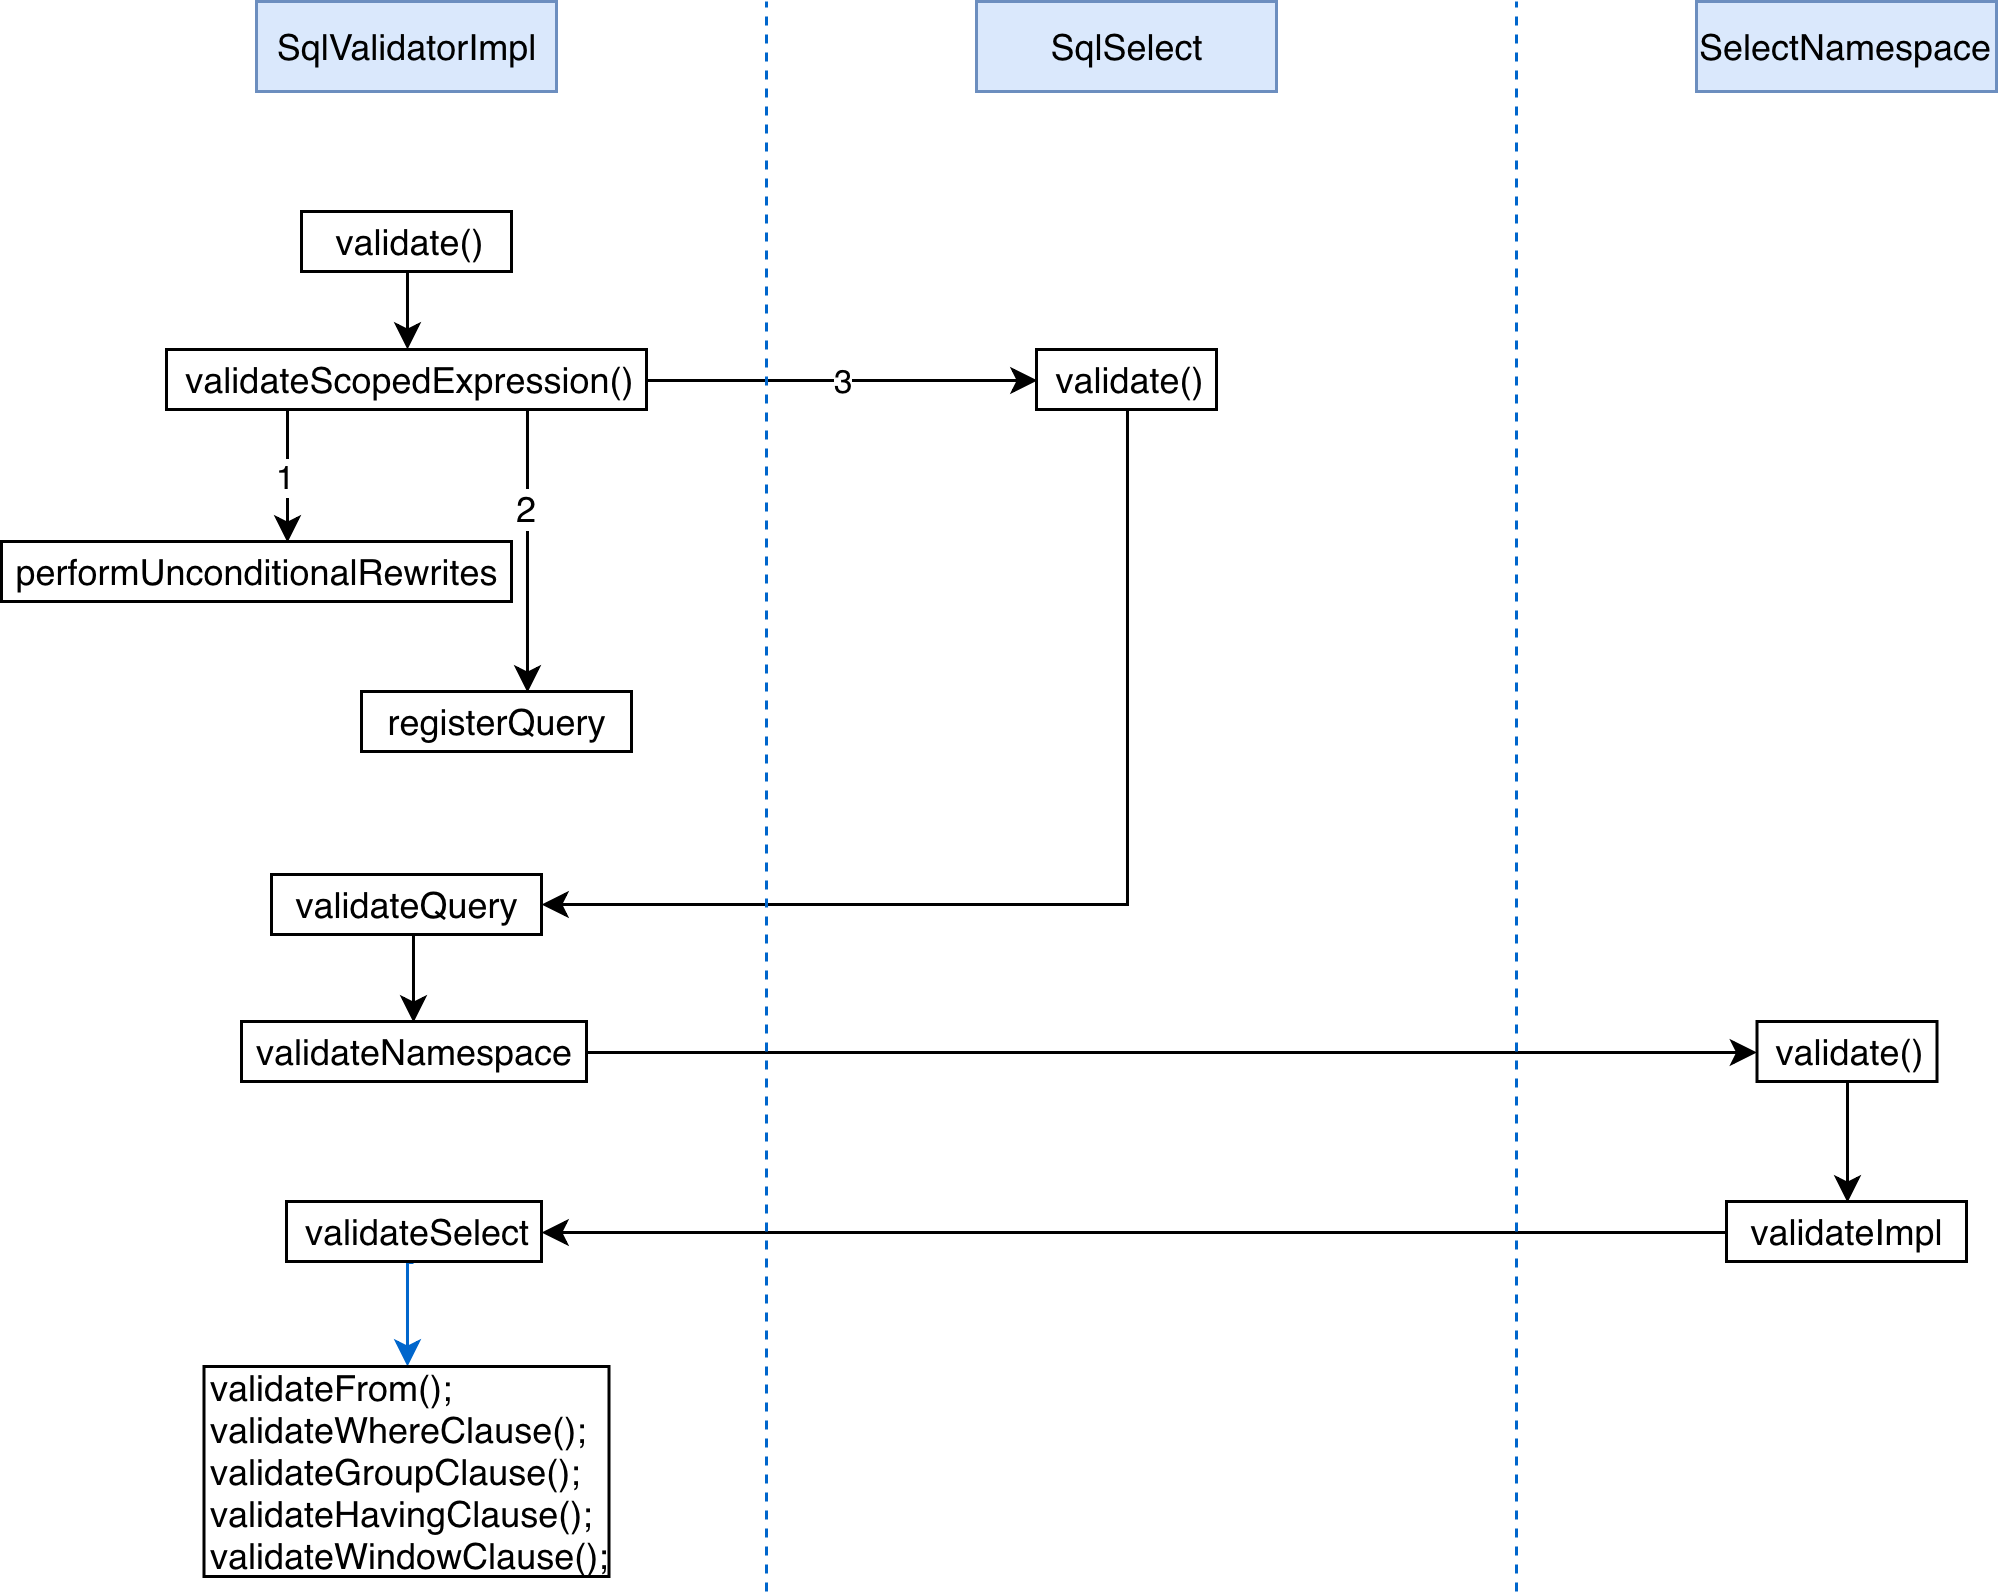 SqlValidatorImpl
SqlSelect
SelectNamespace
validate()
validateScopedExpression()
3
validate()
1
2
performUnconditionalRewrites
registerQuery
validateQuery
validateNamespace
validate()
validateSelect
validateImpl
validateFrom();
validateWhereClause();
validateGroupClause();
validateHavingClause();
validateWindowClause();